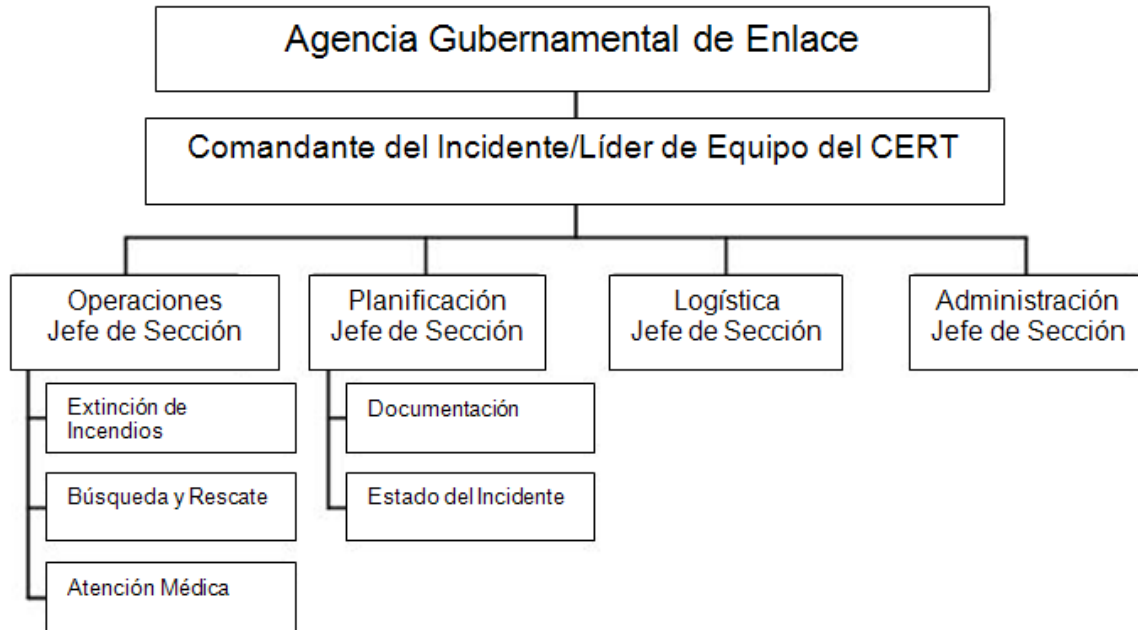 Agencia Gubernamental de Enlace
Comandante del Incidente/Líder de Equipo del CERT
Operaciones
Jefe de Sección
Planificación
Jefe de Sección
Logística
Jefe de Sección
Administración
Jefe de Sección
Extinción de
Incendios
Búsqueda y Rescate
Atención Médica
Documentación
Estado del Incidente